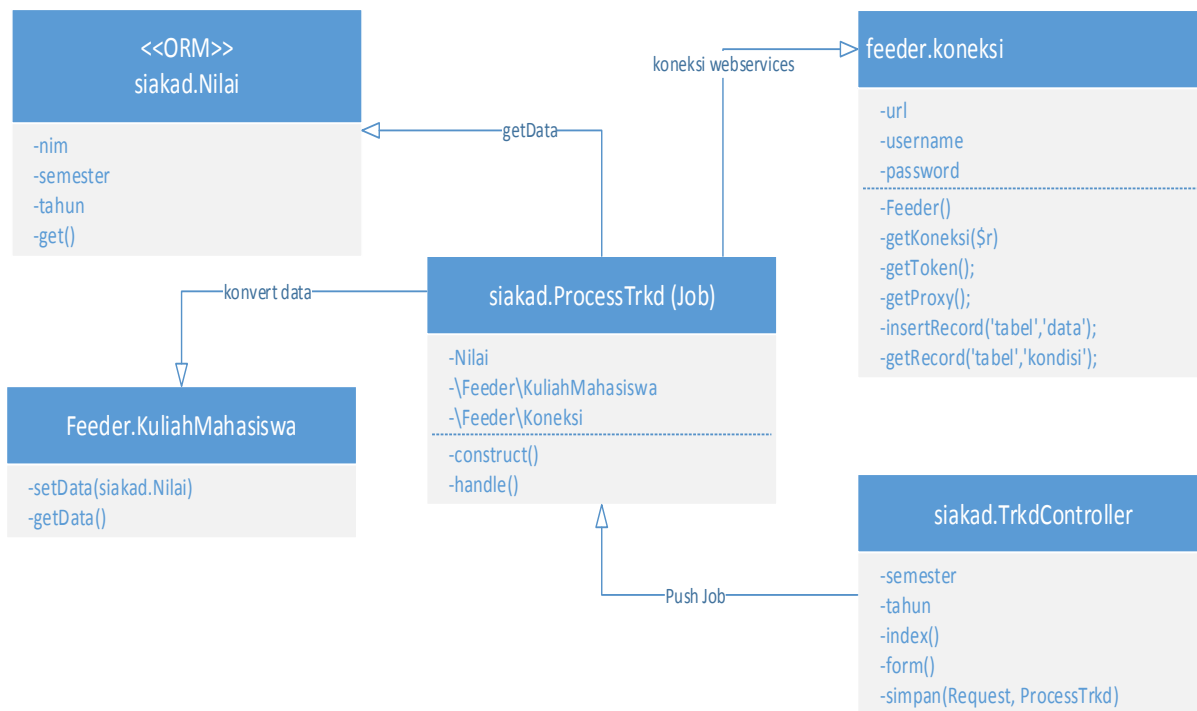 <<ORM>>
siakad.Nilai
-nim
-semester
-tahun
-get()
getData
koneksi webservices
feeder.koneksi
-url
-username
-password
-Feeder()
-getKoneksi($r)
-getToken();
-getProxy();
-insertRecord('tabel','data');
-getRecord('tabel','kondisi');
konvert data
siakad.ProcessTrkd (Job)
-Nilai
-\Feeder\KuliahMahasiswa
-\Feeder\Koneksi
-construct()
-handle()
Feeder.KuliahMahasiswa
-setData(siakad.Nilai)
-getData()
Push Job
siakad.TrkdController
-semester
-tahun
-index()
-form()
-simpan(Request, ProcessTrkd)